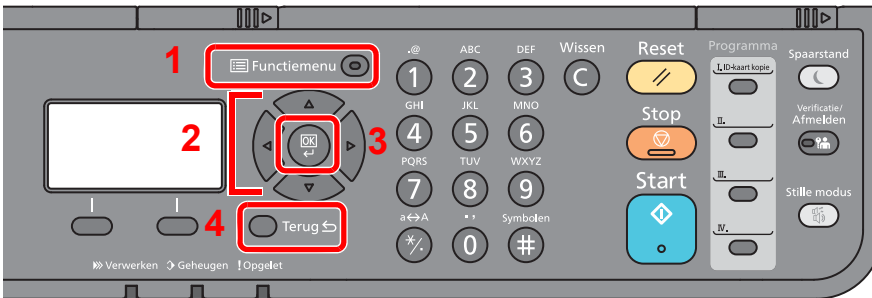 1
Functiemenu
2
OK
3
4
Terug
Verwerken
Geheugen
!Opgelet
.@
ABC
DEF
Wissen
1
2
3
C
GHI
JKL
MNO
4
5
6
PQRS
TUV
WXYZ
7
8
9
a↔A
. ,
Symbolen
*/.
0
#
Reset
Stop
Start
Programma
I. ID-kaart kopie
II.
III.
IV.
Spaarstand
Verificatie/
Afmelden
Stille modus